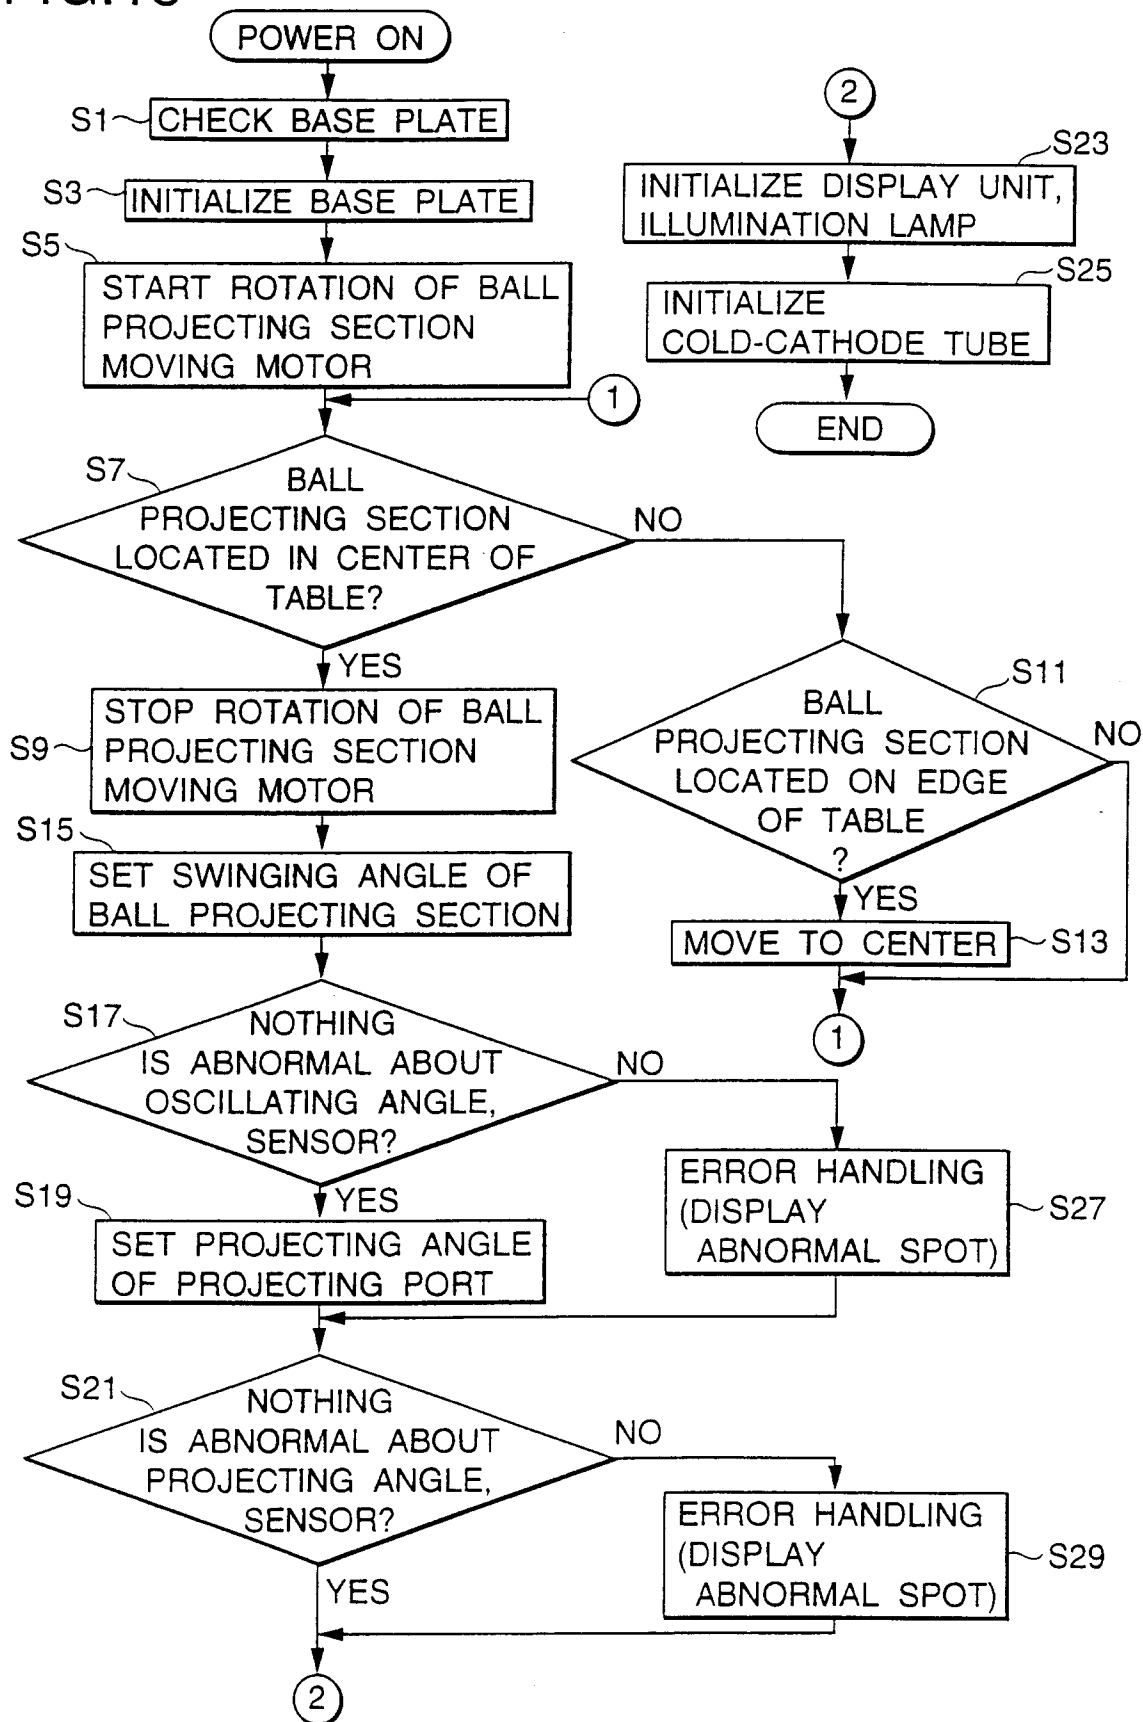 POWER ON
S1
CHECK BASE PLATE
S3
INITIALIZE BASE PLATE
S5
START ROTATION OF BALL
PROJECTING SECTION
MOVING MOTOR
1
S7
BALL
PROJECTING SECTION
LOCATED IN CENTER OF
TABLE?
NO
YES
S9
STOP ROTATION OF BALL
PROJECTING SECTION
MOVING MOTOR
S11
BALL
PROJECTING SECTION
LOCATED ON EDGE
OF TABLE
?
NO
YES
MOVE TO CENTER
S13
1
S15
SET SWINGING ANGLE OF
BALL PROJECTING SECTION
S17
NOTHING
IS ABNORMAL ABOUT
OSCILLATING ANGLE,
SENSOR?
NO
YES
ERROR HANDLING
(DISPLAY
ABNORMAL SPOT)
S27
S19
SET PROJECTING ANGLE
OF PROJECTING PORT
S21
NOTHING
IS ABNORMAL ABOUT
PROJECTING ANGLE,
SENSOR?
NO
YES
ERROR HANDLING
(DISPLAY
ABNORMAL SPOT)
S29
2
2
S23
INITIALIZE DISPLAY UNIT,
ILLUMINATION LAMP
S25
INITIALIZE
COLD-CATHODE TUBE
END